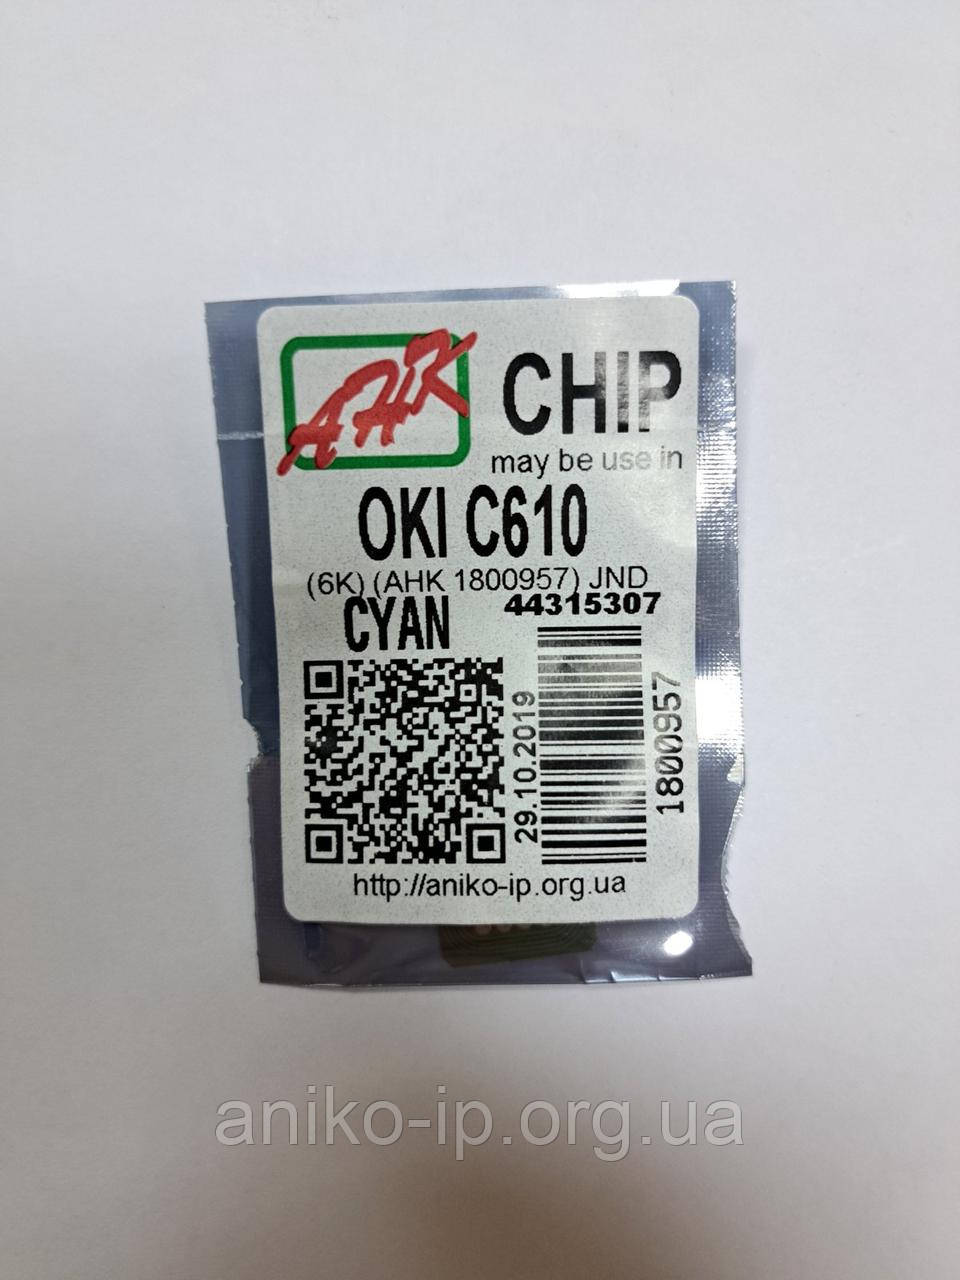 AHK
CHIP
may be use in
OKI C610
(6K) (AHK 1800957) JND
CYAN
44315307
29.10.2019
1800957
http://aniko-ip.org.ua
aniko-ip.org.ua